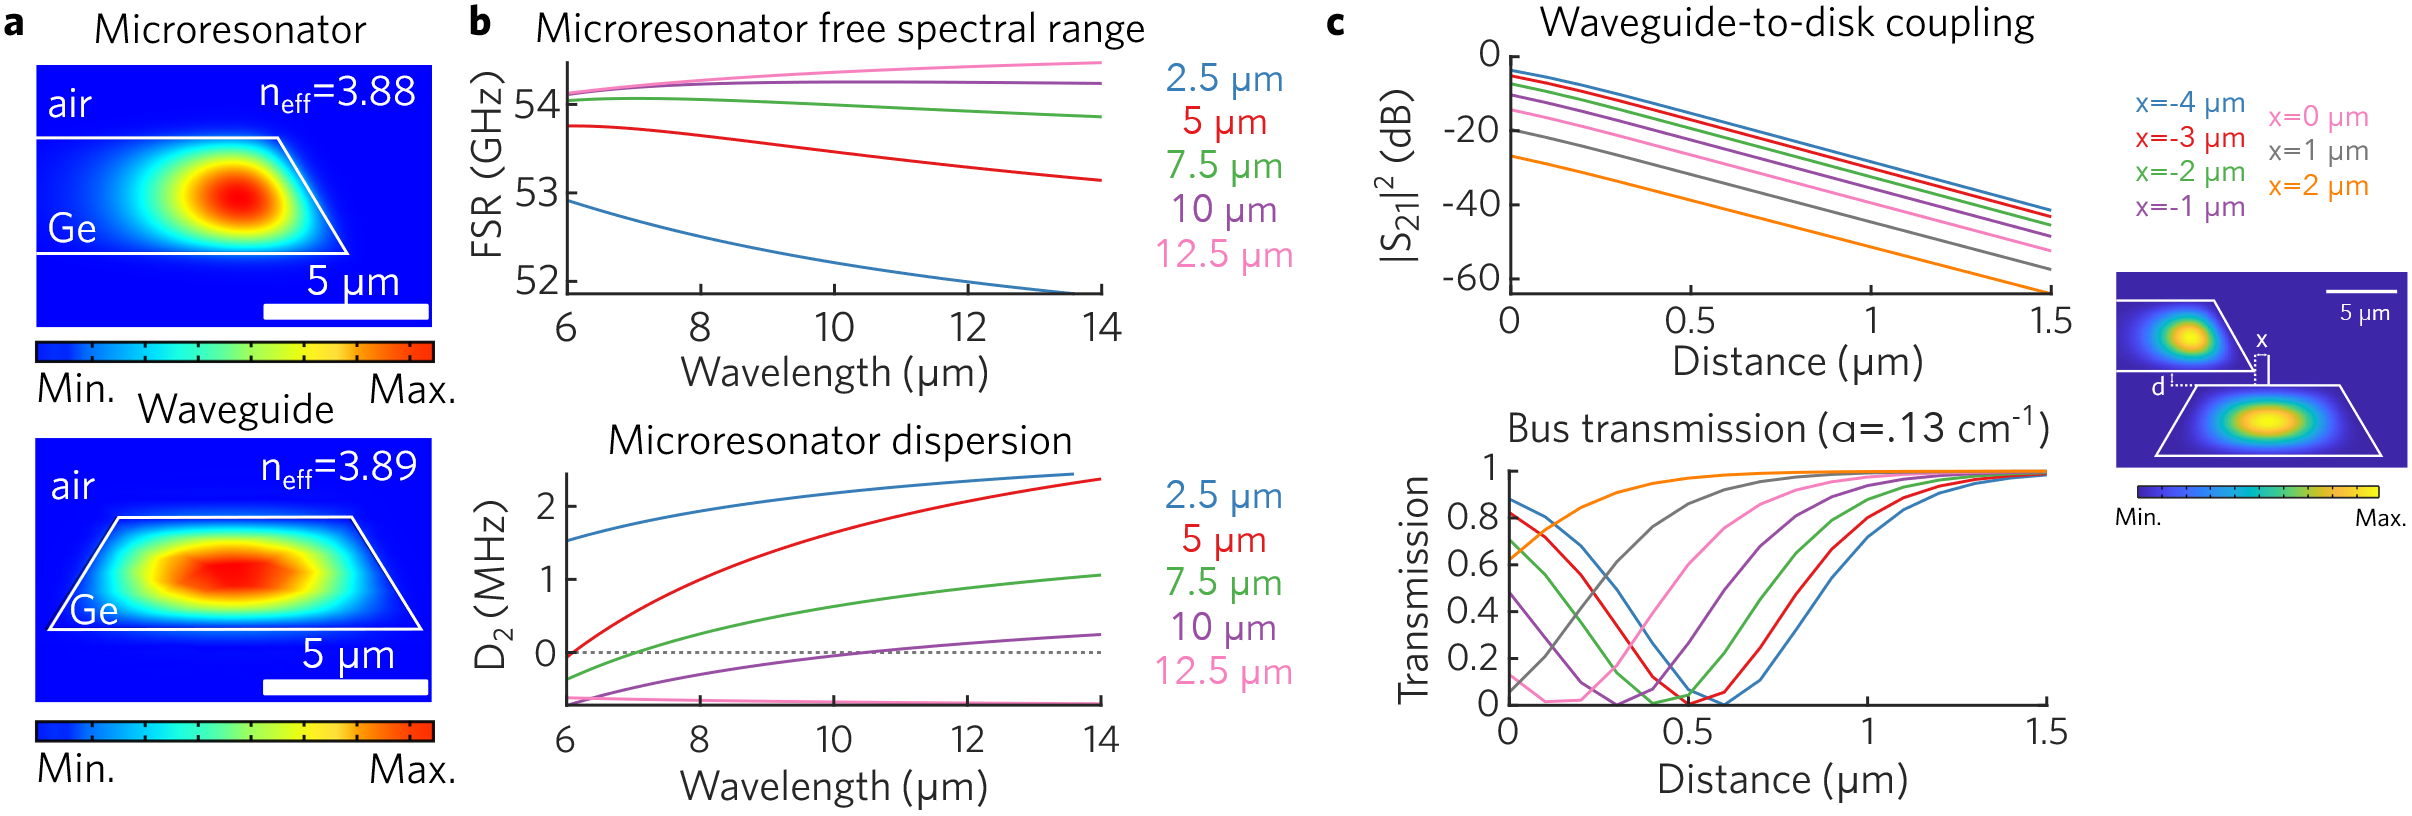 a
Microresonator
air
neff=3.88
Ge
5 µm
Min.
Max.
Waveguide
air
neff=3.89
Ge
5 µm
Min.
Max.
b
Microresonator free spectral range
FSR (GHz)
54
53
52
6
8
10
12
14
Wavelength (µm)
2.5 µm
5 µm
7.5 µm
10 µm
12.5 µm
Microresonator dispersion
D2 (MHz)
2
1
0
6
8
10
12
14
Wavelength (µm)
2.5 µm
5 µm
7.5 µm
10 µm
12.5 µm
c
Waveguide-to-disk coupling
|S21|2 (dB)
0
-20
-40
-60
0
0.5
1
1.5
Distance (µm)
x=-4 µm
x=-3 µm
x=-2 µm
x=-1 µm
x=0 µm
x=1 µm
x=2 µm
Bus transmission (α=.13 cm-1)
Transmission
1
0.8
0.6
0.4
0.2
0
0
0.5
1
1.5
Distance (µm)
5 µm
x
d
Min.
Max.